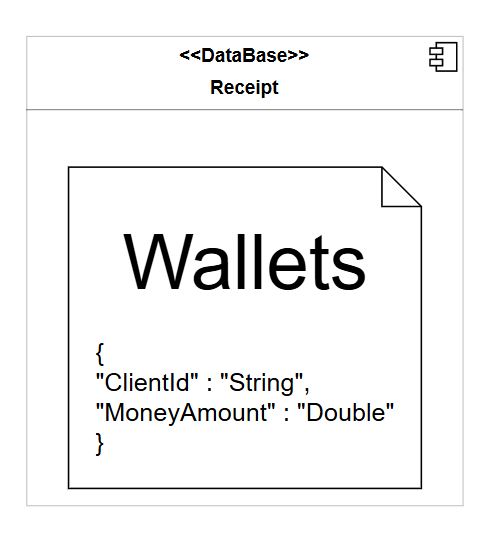 <<DataBase>>
Receipt
Wallets
{
"ClientId" : "String",
"MoneyAmount" : "Double"
}